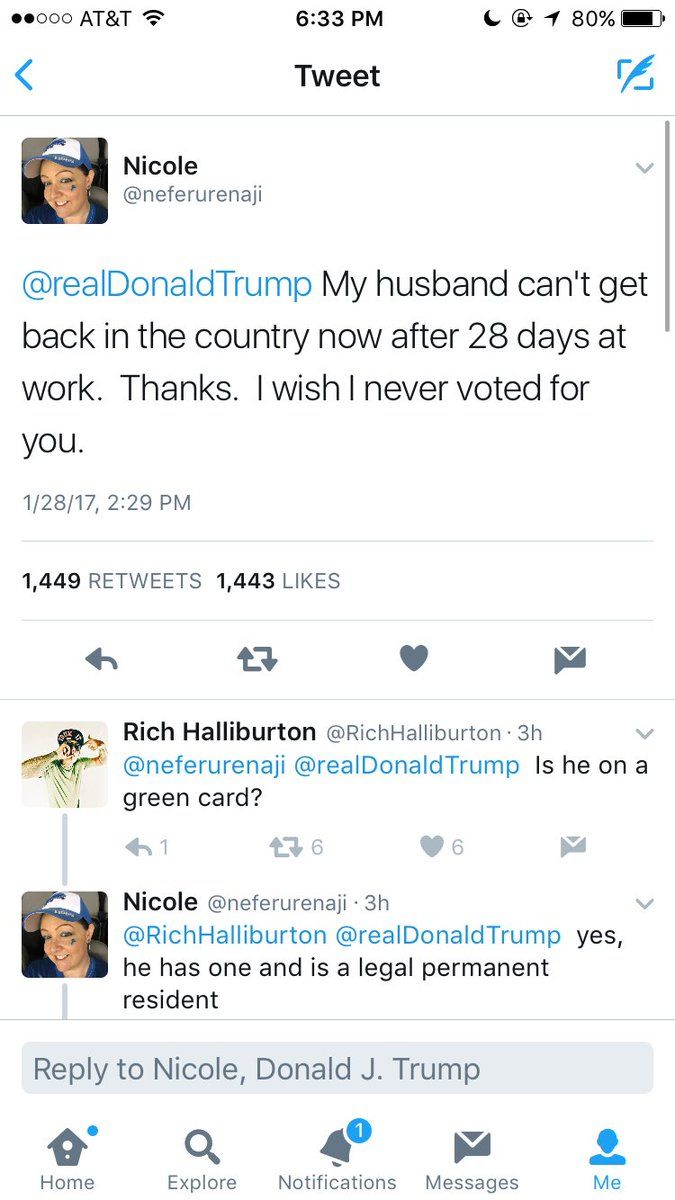 AT&T 6:33 PM 80%
Tweet
Nicole
@neferurenaji
@realDonaldTrump My husband can't get
back in the country now after 28 days at
work.  Thanks.  I wish I never voted for
you.
1/28/17, 2:29 PM
1,449 RETWEETS 1,443 LIKES
Rich Halliburton @RichHalliburton · 3h
@neferurenaji @realDonaldTrump  Is he on a
green card?
1 6 6
Nicole @neferurenaji · 3h
@RichHalliburton @realDonaldTrump  yes,
he has one and is a legal permanent
resident
Reply to Nicole, Donald J. Trump
1
Home Explore Notifications Messages Me